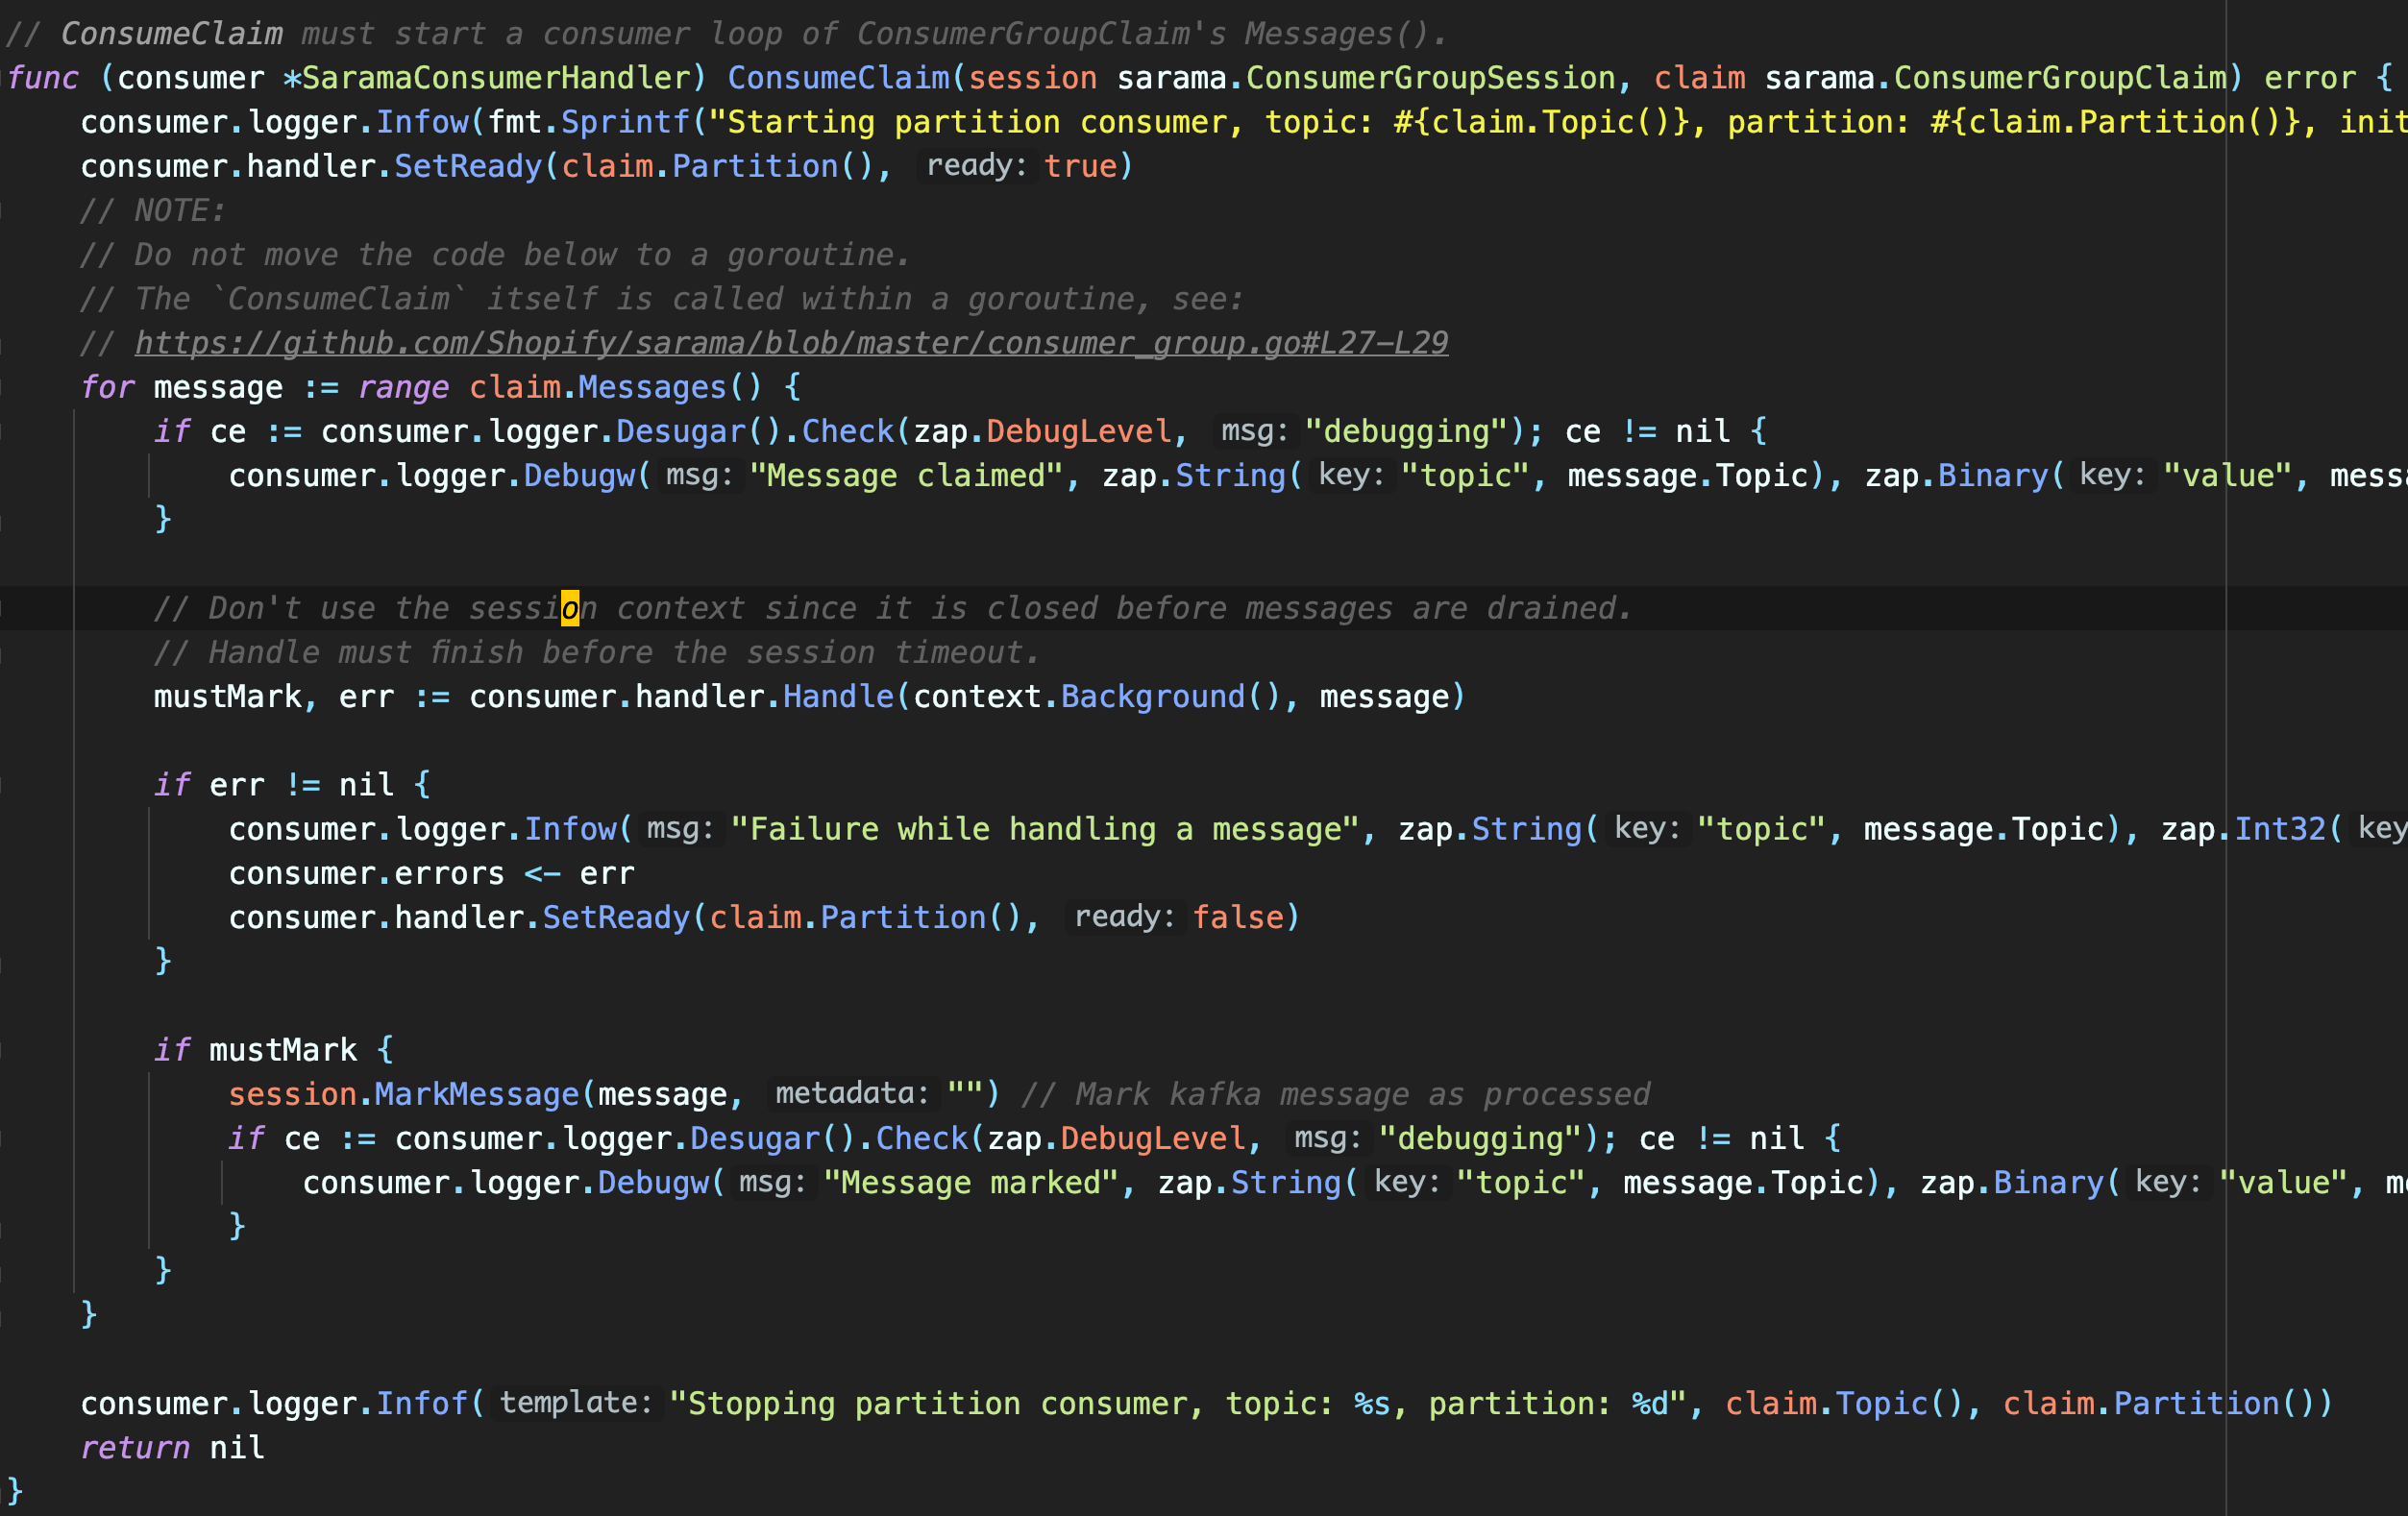 // ConsumeClaim must start a consumer loop of ConsumerGroupClaim's Messages().
func (consumer *SaramaConsumerHandler) ConsumeClaim(session sarama.ConsumerGroupSession, claim sarama.ConsumerGroupClaim) error {
    consumer.logger.Infow(fmt.Sprintf("Starting partition consumer, topic: #{claim.Topic()}, partition: #{claim.Partition()}, init
    consumer.handler.SetReady(claim.Partition(), ready: true)
    // NOTE:
    // Do not move the code below to a goroutine.
    // The `ConsumeClaim` itself is called within a goroutine, see:
    // https://github.com/Shopify/sarama/blob/master/consumer_group.go#L27-L29
    for message := range claim.Messages() {
        if ce := consumer.logger.Desugar().Check(zap.DebugLevel, msg: "debugging"); ce != nil {
            consumer.logger.Debugw( msg: "Message claimed", zap.String( key: "topic", message.Topic), zap.Binary( key: "value", mess
        }

        // Don't use the session context since it is closed before messages are drained.
        // Handle must finish before the session timeout.
        mustMark, err := consumer.handler.Handle(context.Background(), message)

        if err != nil {
            consumer.logger.Infow( msg: "Failure while handling a message", zap.String( key: "topic", message.Topic), zap.Int32( key
            consumer.errors <- err
            consumer.handler.SetReady(claim.Partition(), ready: false)
        }

        if mustMark {
            session.MarkMessage(message, metadata: "") // Mark kafka message as processed
            if ce := consumer.logger.Desugar().Check(zap.DebugLevel, msg: "debugging"); ce != nil {
                consumer.logger.Debugw( msg: "Message marked", zap.String( key: "topic", message.Topic), zap.Binary( key: "value", m
            }
        }
    }

    consumer.logger.Infof( template: "Stopping partition consumer, topic: %s, partition: %d", claim.Topic(), claim.Partition())
    return nil
}